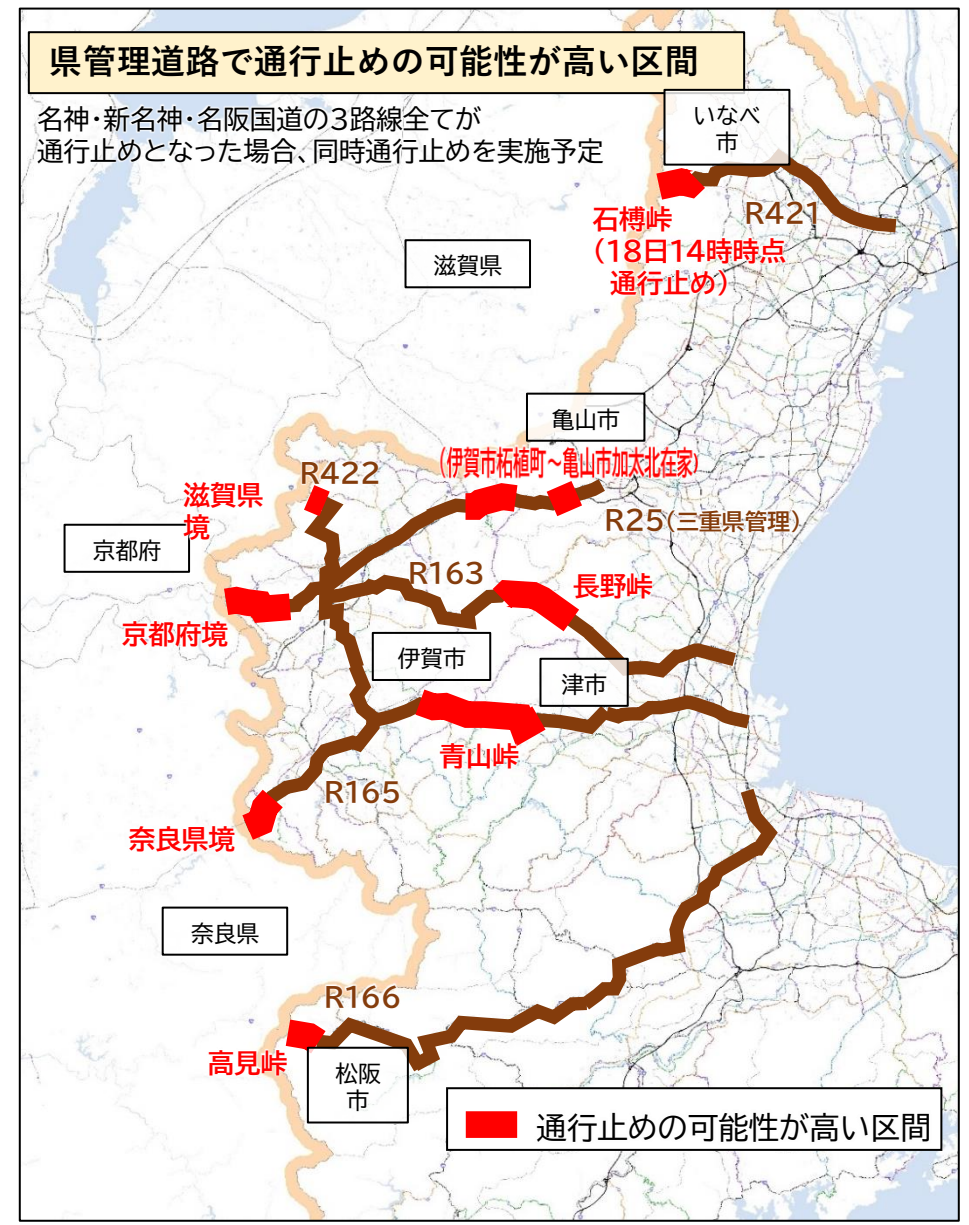 県管理道路で通行止めの可能性が高い区間
名神・新名神・名阪国道の3路線全てが
通行止めとなった場合、同時通行止めを実施予定
いなべ
市
石榑峠
(18日14時時点
通行止め)
R421
滋賀県
亀山市
(伊賀市柘植町～亀山市加太北在家)
R422
滋賀県
境
R25(三重県管理)
京都府
R163
長野峠
京都府境
伊賀市
津市
青山峠
R165
奈良県境
奈良県
R166
高見峠
松阪
市
通行止めの可能性が高い区間